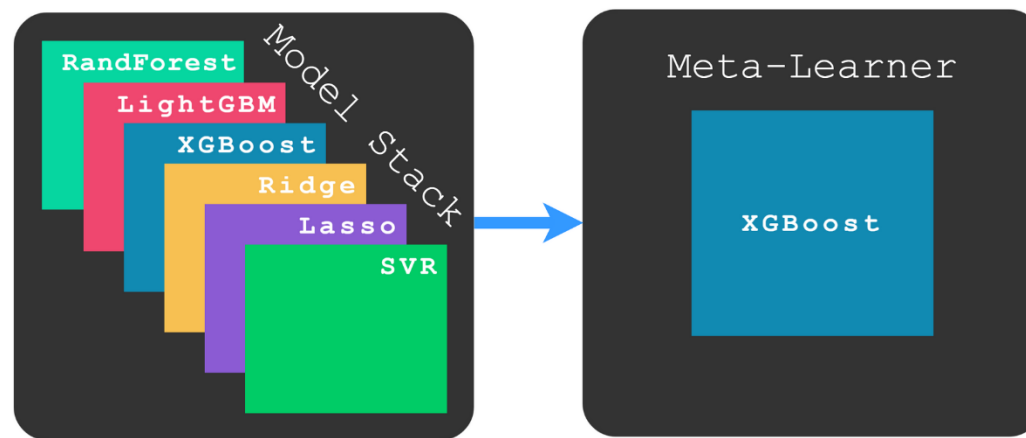 Model Stack
RandForest
LightGBM
XGBoost
Ridge
Lasso
SVR
Meta-Learner
XGBoost